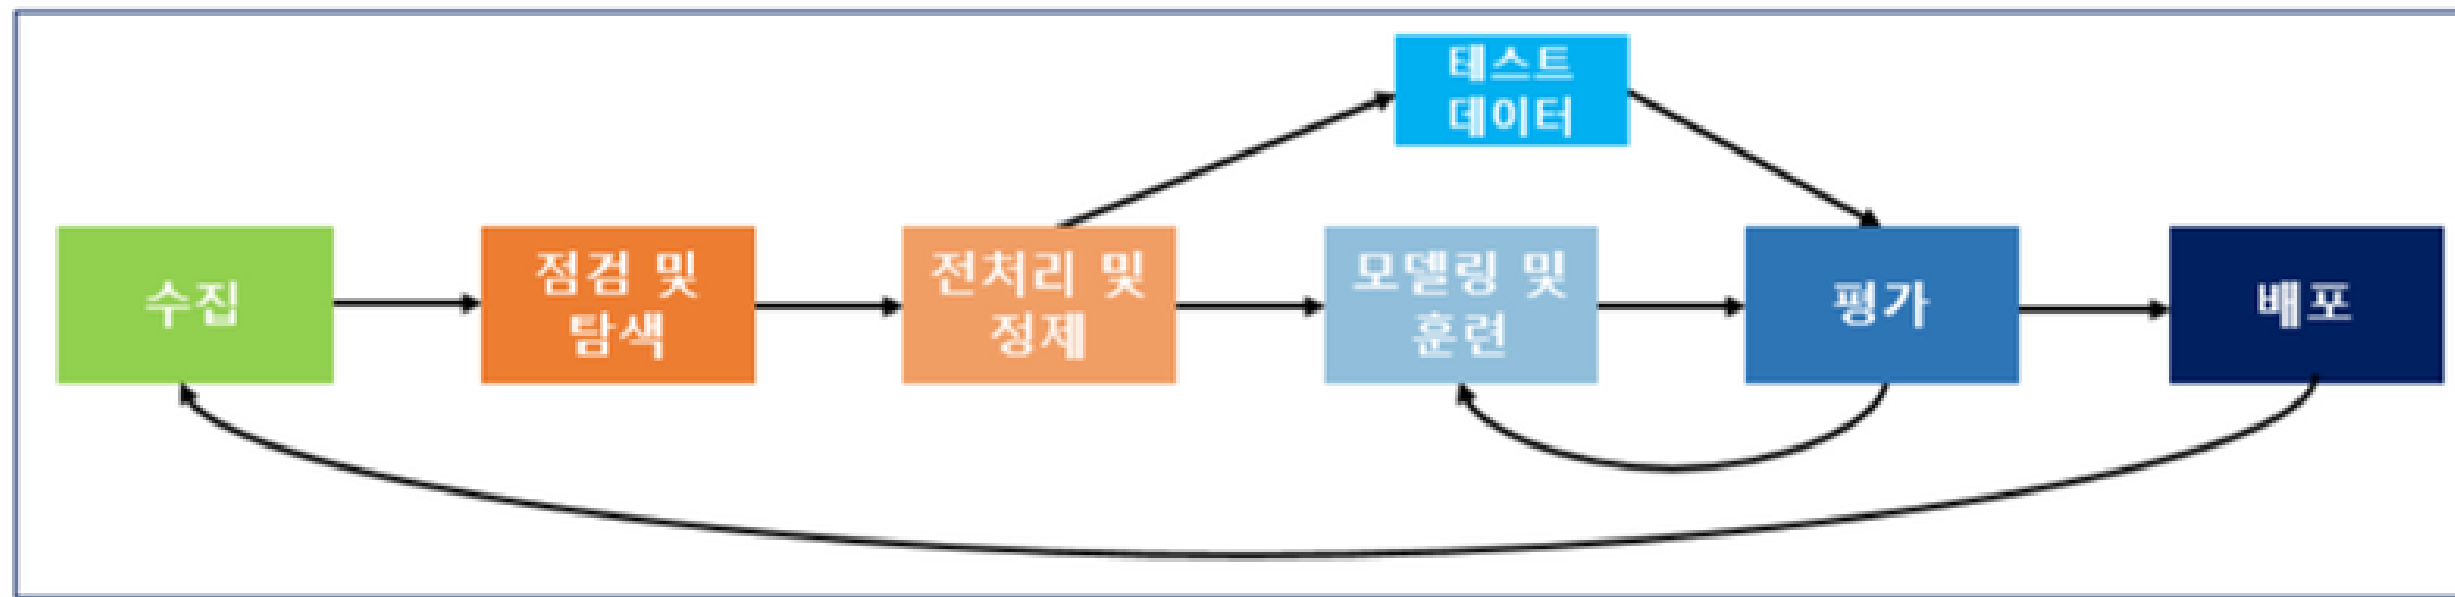 테스트
데이터
수집
점검 및
탐색
전처리 및
정제
모델링 및
훈련
평가
배포